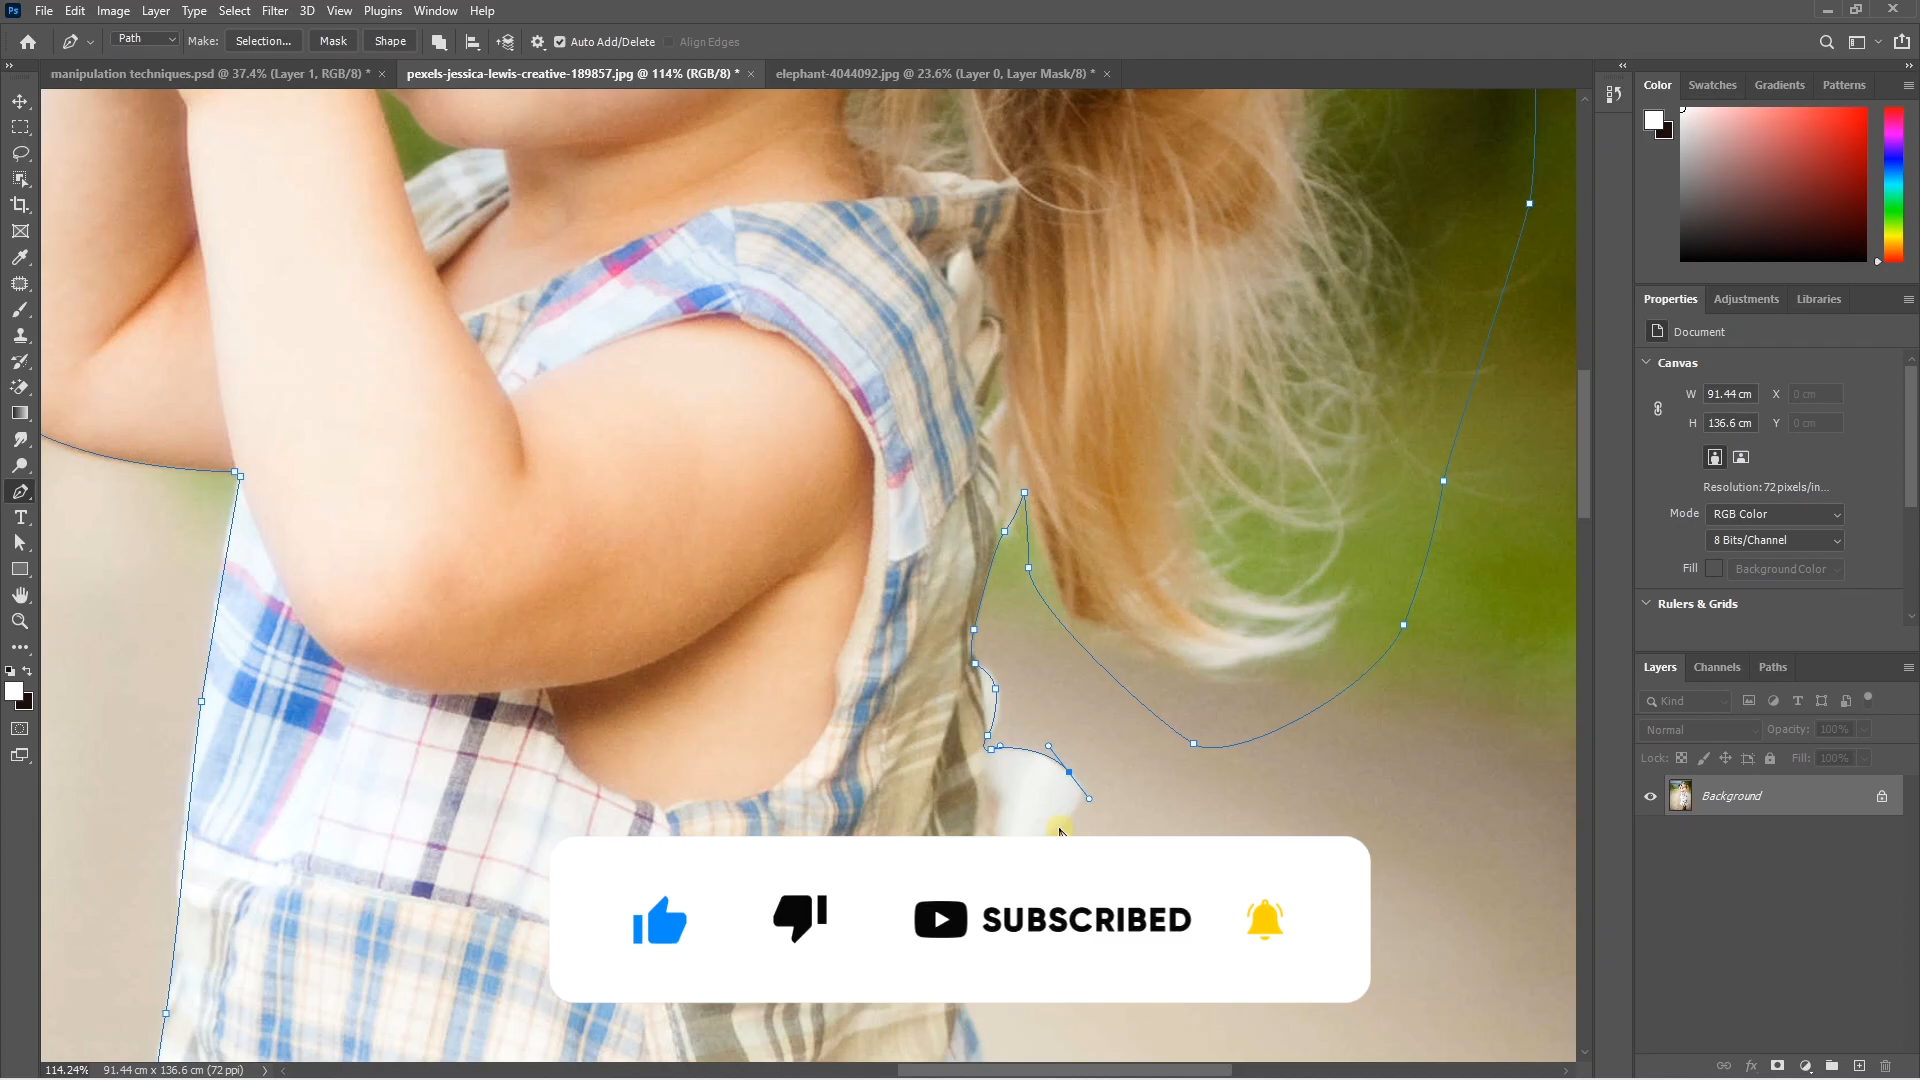 Ps File Edit Image Layer Type Select Filter 3D View Plugins Window Help
Path Make: Selection... Mask Shape Auto Add/Delete Align Edges
manipulation techniques.psd @ 37.4% (Layer 1, RGB/8) * × pexels-jessica-lewis-creative-189857.jpg @ 114% (RGB/8) * × elephant-4044092.jpg @ 23.6% (Layer 0, Layer Mask/8) * ×
Color Swatches Gradients Patterns
Properties Adjustments Libraries
Document
Canvas
W 91.44 cm X 0 cm
H 136.6 cm Y 0 cm
Resolution: 72 pixels/in...
Mode RGB Color
8 Bits/Channel
Fill Background Color
Rulers & Grids
Layers Channels Paths
Kind
Normal Opacity: 100%
Lock: Fill: 100%
Background
SUBSCRIBED
114.24% 91.44 cm x 136.6 cm (72 ppi)